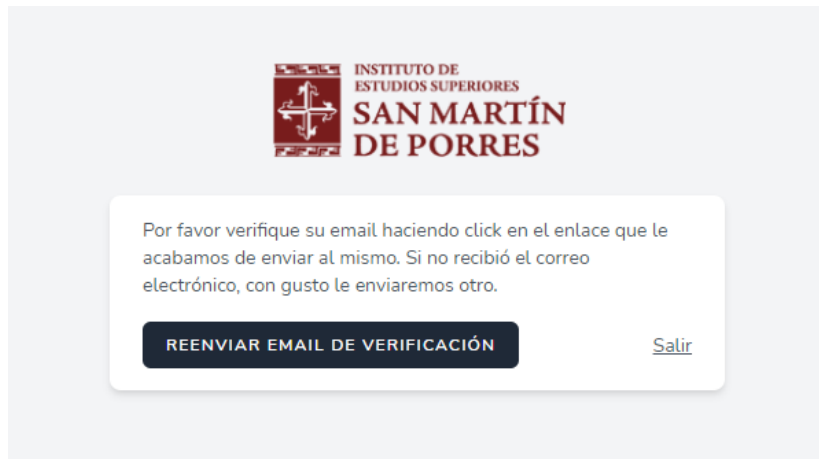 INSTITUTO DE
ESTUDIOS SUPERIORES
SAN MARTÍN
DE PORRES
Por favor verifique su email haciendo click en el enlace que le
acabamos de enviar al mismo. Si no recibió el correo
electrónico, con gusto le enviaremos otro.
REENVIAR EMAIL DE VERIFICACIÓN
Salir